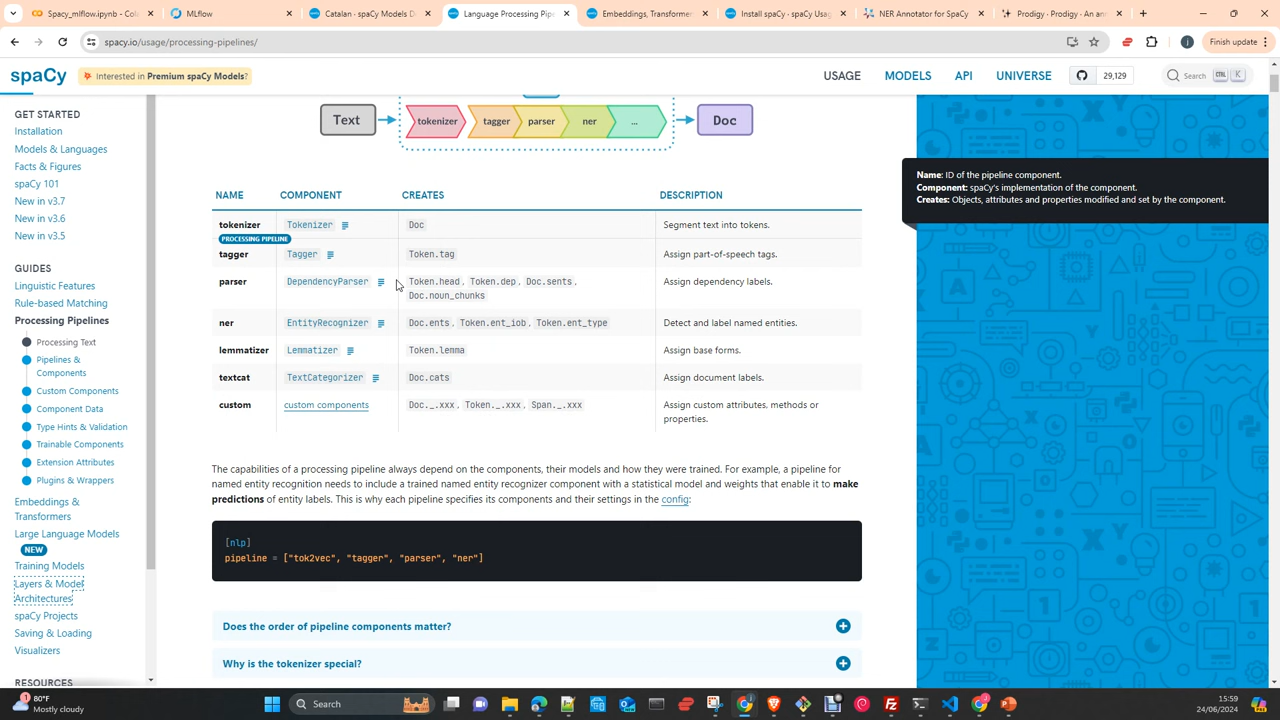 Spacy_mlflow.ipynb - Col
MLflow
Catalan - spaCy Models D
Language Processing Pipe
Embeddings, Transformer
Install spaCy - spaCy Usag
NER Annotator for SpaCy
Prodigy - Prodigy - An an
spacy.io/usage/processing-pipelines/
Finish update
spaCy
Interested in Premium spaCy Models?
USAGE
MODELS
API
UNIVERSE
29,129
Search
CTRL
K
GET STARTED
Installation
Models & Languages
Facts & Figures
spaCy 101
New in v3.7
New in v3.6
New in v3.5
GUIDES
Linguistic Features
Rule-based Matching
Processing Pipelines
Processing Text
Pipelines &
Components
Custom Components
Component Data
Type Hints & Validation
Trainable Components
Extension Attributes
Plugins & Wrappers
Embeddings &
Transformers
Large Language Models
NEW
Training Models
Layers & Model
Architectures
spaCy Projects
Saving & Loading
Visualizers
RESOURCES
Text
tokenizer
tagger
parser
ner
...
Doc
NAME COMPONENT CREATES DESCRIPTION
tokenizer Tokenizer Doc Segment text into tokens.
PROCESSING PIPELINE
tagger Tagger Token.tag Assign part-of-speech tags.
parser DependencyParser Token.head, Token.dep, Doc.sents, Assign dependency labels.
Doc.noun_chunks
ner EntityRecognizer Doc.ents, Token.ent_iob, Token.ent_type Detect and label named entities.
lemmatizer Lemmatizer Token.lemma Assign base forms.
textcat TextCategorizer Doc.cats Assign document labels.
custom custom components Doc._.xxx, Token._.xxx, Span._.xxx Assign custom attributes, methods or
properties.
The capabilities of a processing pipeline always depend on the components, their models and how they were trained. For example, a pipeline for
named entity recognition needs to include a trained named entity recognizer component with a statistical model and weights that enable it to make
predictions of entity labels. This is why each pipeline specifies its components and their settings in the config:
[nlp]
pipeline = ["tok2vec", "tagger", "parser", "ner"]
Does the order of pipeline components matter?
Why is the tokenizer special?
Name: ID of the pipeline component.
Component: spaCy's implementation of the component.
Creates: Objects, attributes and properties modified and set by the component.
1
80°F
Mostly cloudy
Search
15:59
24/06/2024